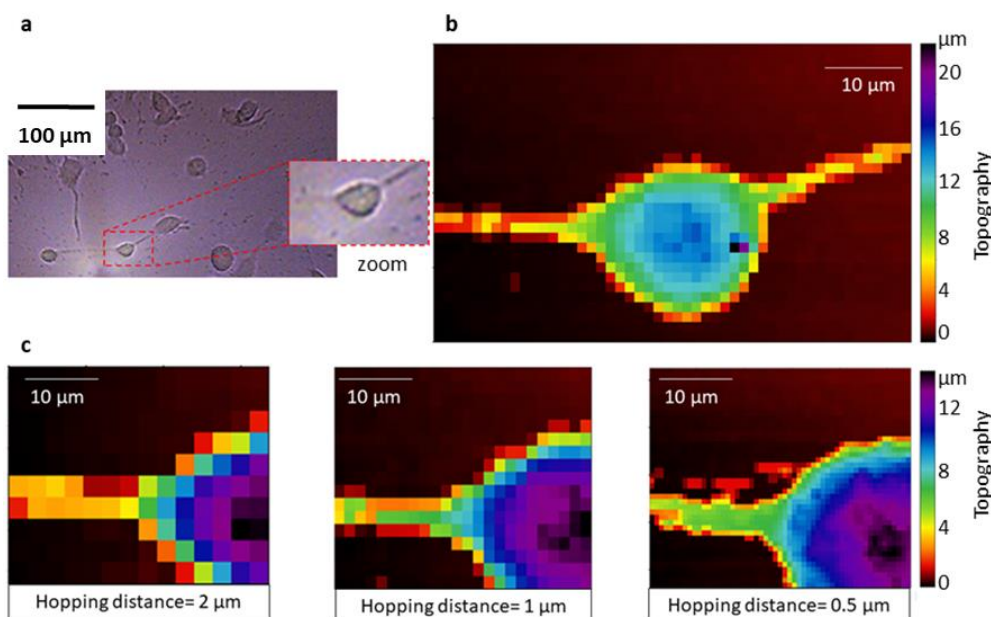 a
100 µm
zoom
b
10 µm
µm
20
16
12
8
4
0
Topography
c
10 µm
Hopping distance= 2 µm
10 µm
Hopping distance= 1 µm
10 µm
Hopping distance= 0.5 µm
µm
12
8
4
0
Topography